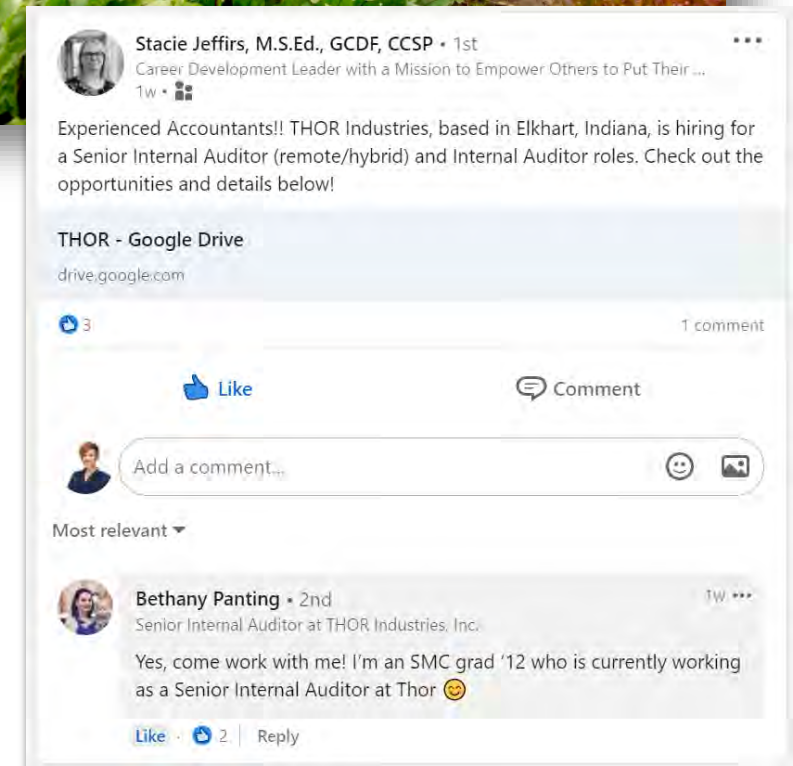 Stacie Jeffirs, M.S.Ed., GCDF, CCSP • 1st
Career Development Leader with a Mission to Empower Others to Put Their ...
1w •
Experienced Accountants!! THOR Industries, based in Elkhart, Indiana, is hiring for
a Senior Internal Auditor (remote/hybrid) and Internal Auditor roles. Check out the
opportunities and details below!
THOR - Google Drive
drive.google.com
3 1 comment
Like Comment
Add a comment...
Most relevant
Bethany Panting • 2nd 1w
Senior Internal Auditor at THOR Industries, Inc.
Yes, come work with me! I'm an SMC grad '12 who is currently working
as a Senior Internal Auditor at Thor 😊
Like · 2 | Reply